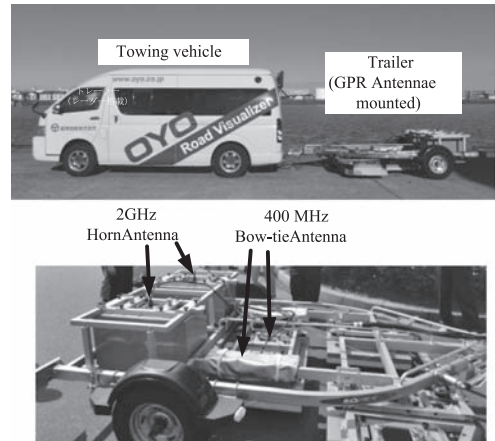 Towing vehicle
Trailer
(GPR Antennae
mounted)
www.oyo.co.jp
OYO
Road Visualizer
2GHz
HornAntenna
400 MHz
Bow-tieAntenna